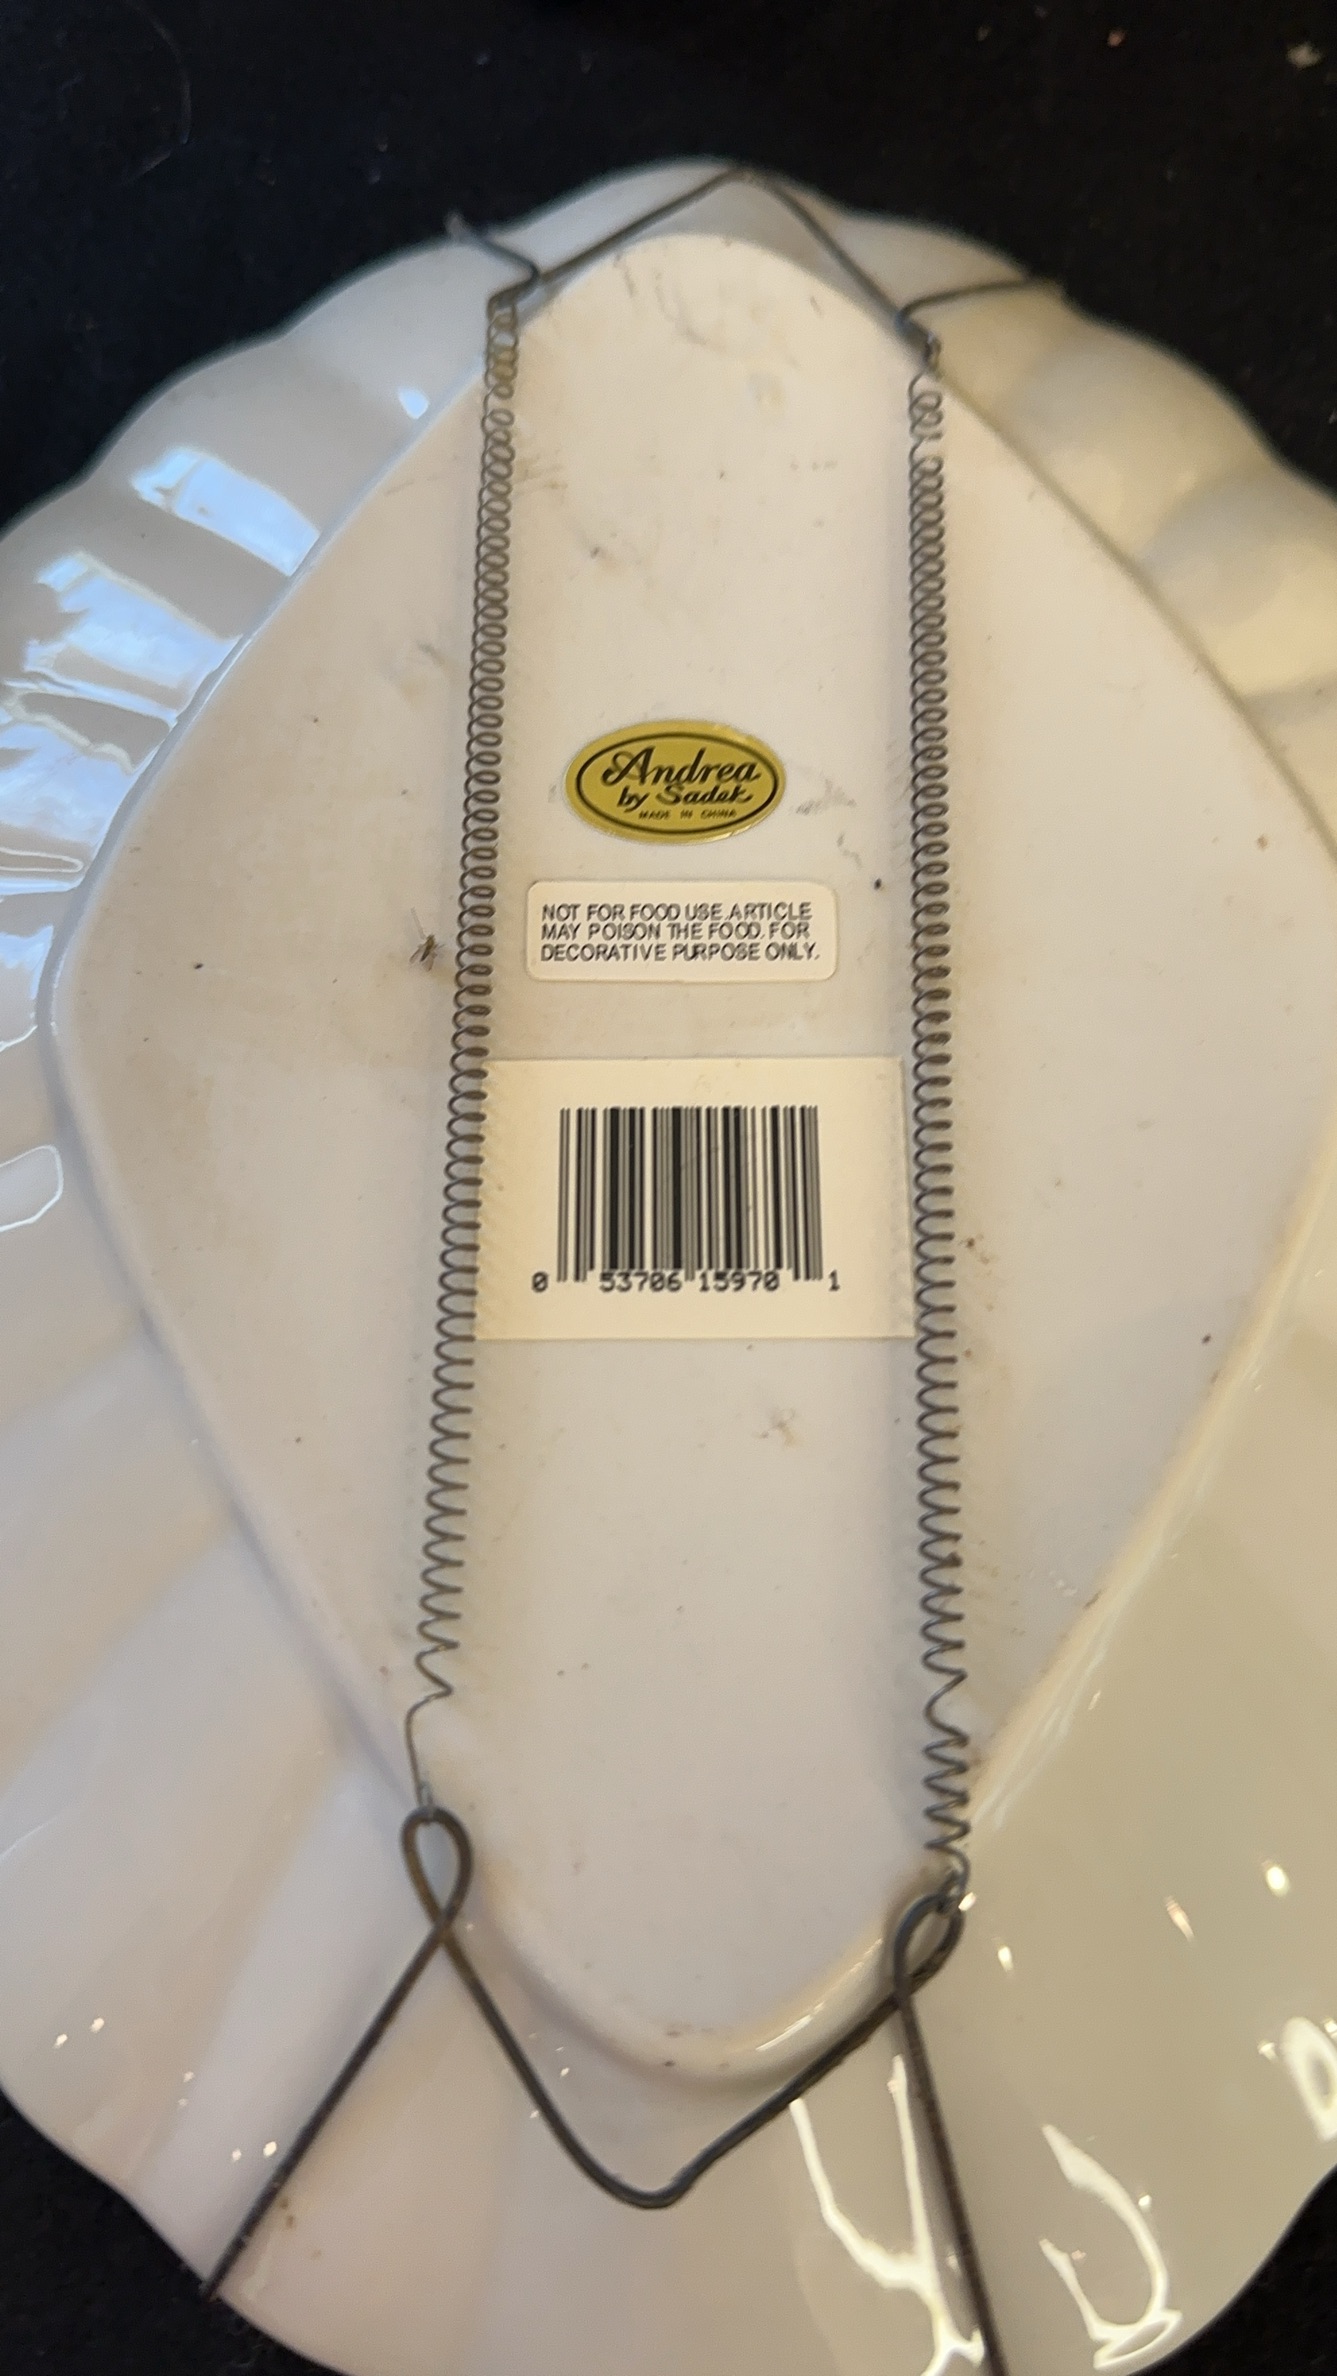 Andrea
by Sadek
MADE IN CHINA
NOT FOR FOOD USE.ARTICLE
MAY POISON THE FOOD. FOR
DECORATIVE PURPOSE ONLY.
0 53706 15970 1